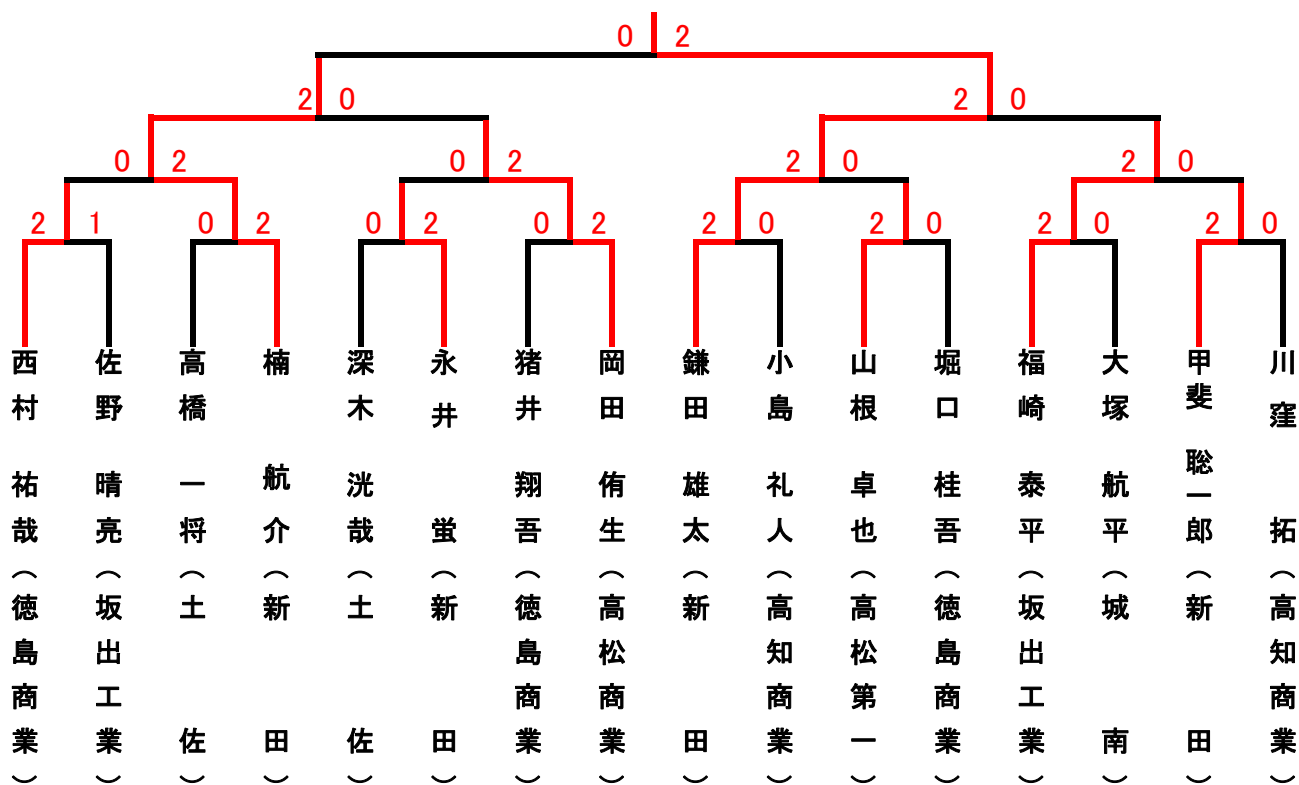 0 2
2 0 2 0
0 2 0 2 2 0 2 0
2 1 0 2 0 2 0 2 2 0 2 0 2 0 2 0
西村 祐哉（徳島商業）
佐野 晴亮（坂出工業）
高橋 一将（土佐）
楠 航介（新田）
深木 洸哉（土佐）
永井 蛍（新田）
猪井 翔吾（徳島商業）
岡田 侑生（高松商業）
鎌田 雄太（新田）
小島 礼人（高知商業）
山根 卓也（高松第一）
堀口 桂吾（徳島商業）
福崎 泰平（坂出工業）
大塚 航平（城南）
甲斐 聡一郎（新田）
川窪 拓（高知商業）